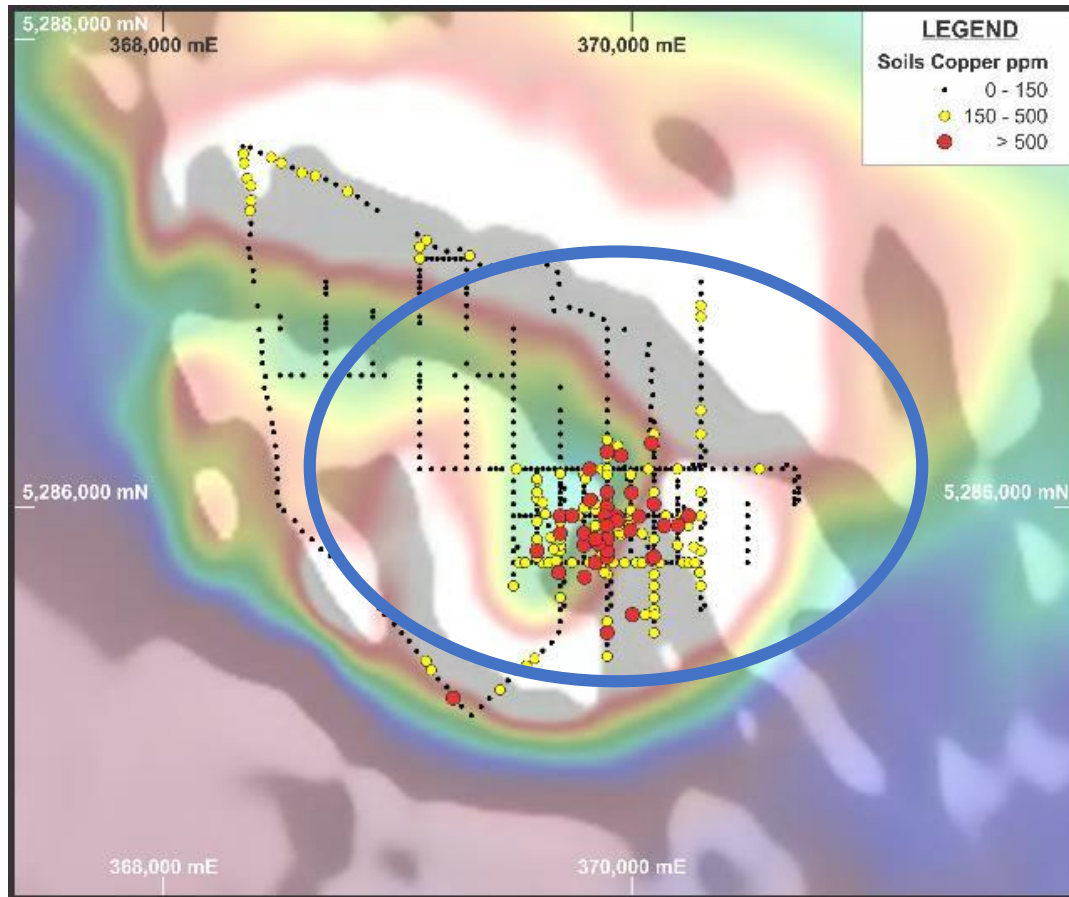 5,288,000 mN
368,000 mE
370,000 mE
LEGEND
Soils Copper ppm
0 - 150
150 - 500
> 500
5,286,000 mN
5,286,000 mN
368,000 mE
370,000 mE